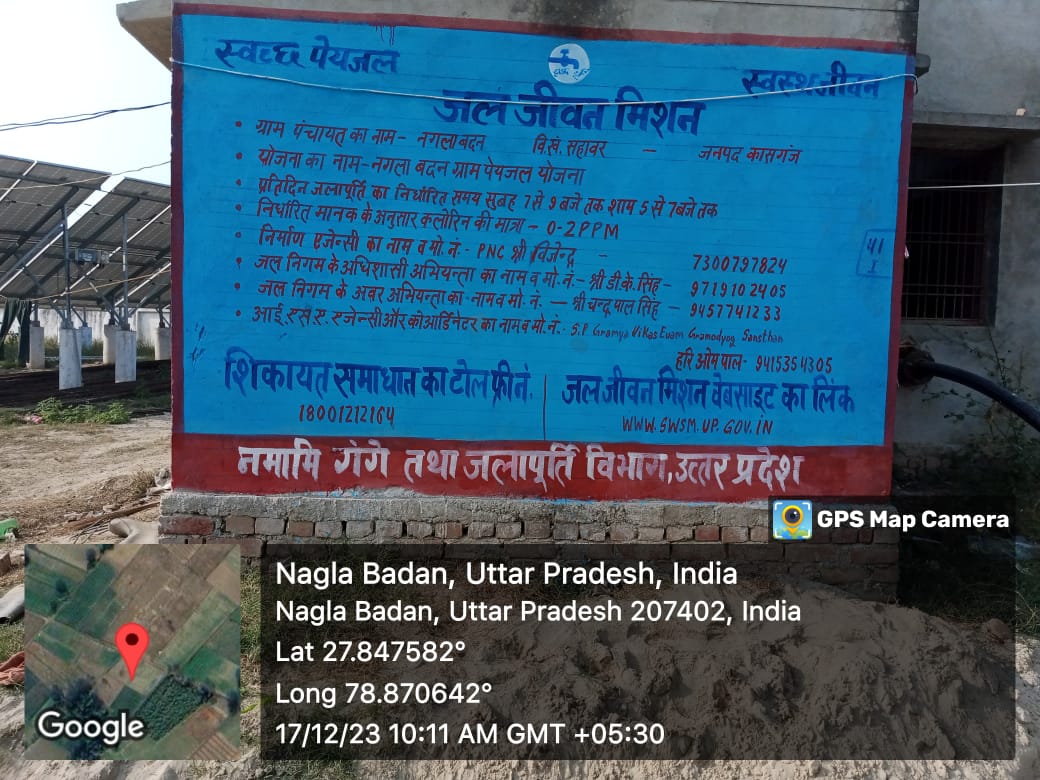 स्वच्छ पेयजल
स्वस्थ जीवन
जल जीवन मिशन
• ग्राम पंचायत का नाम - नगला बदन वि.खं. सहावर — जनपद कासगंज
• योजना का नाम - नगला बदन ग्राम पेयजल योजना
• प्रतिदिन जलापूर्ति का निर्धारित समय सुबह 7 से 9 बजे तक शाय 5 से 7 बजे तक
• निर्धारित मानक के अनुसार क्लोरिन की मात्रा - 0-2PPM
• निर्माण एजेन्सी का नाम व मो.नं:- PNC श्री विजेन्द्र - 7300797824
• जल निगम के अधिशासी अभियन्ता का नाम व मो.नं.- श्री डी.के. सिंह- 9719102405
• जल निगम के अवर अभियन्ता का नाम व मो.नं. — श्री चन्द्रपाल सिंह - 9457741233
• आई.एस.ए. एजेन्सी और कोआर्डिनेटर का नाम व मो.नं.: S.P Gramya Vikas Evam Gramodyog Sansthan
हरि ओम पाल- 9415354305
41
I
शिकायत समाधान का टोल फ्री नं.
18001212164
जल जीवन मिशन वेबसाइट का लिंक
WWW.SWSM.UP.GOV.IN
नमामि गंगे तथा जलापूर्ति विभाग, उत्तर प्रदेश
GPS Map Camera
Nagla Badan, Uttar Pradesh, India
Nagla Badan, Uttar Pradesh 207402, India
Lat 27.847582°
Long 78.870642°
17/12/23 10:11 AM GMT +05:30
Google